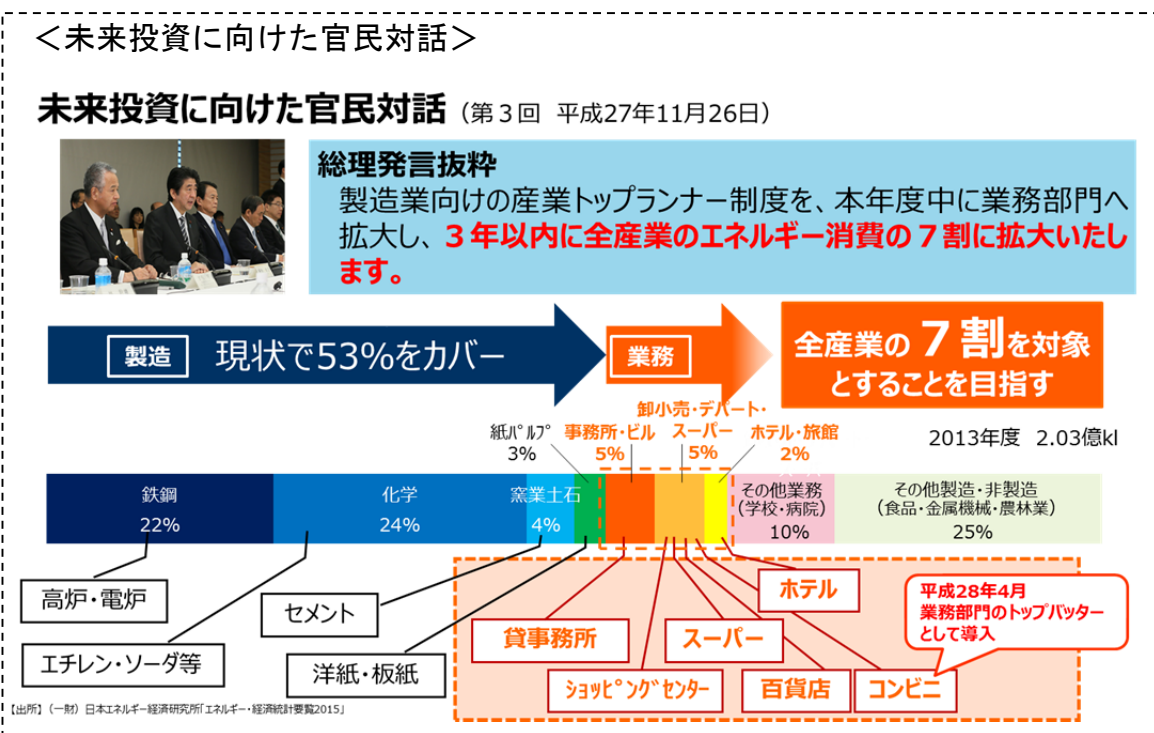 ＜未来投資に向けた官民対話＞
未来投資に向けた官民対話（第３回 平成27年11月26日）
総理発言抜粋
製造業向けの産業トップランナー制度を、本年度中に業務部門へ
拡大し、３年以内に全産業のエネルギー消費の７割に拡大いたし
ます。
製造 現状で53%をカバー
業務
全産業の７割を対象
とすることを目指す
卸小売・デパート・
紙パルプ 事務所・ビル スーパー ホテル・旅館
3% 5% 5% 2%
2013年度 2.03億kl
鉄鋼 化学 窯業土石 その他業務 その他製造・非製造
（学校・病院） （食品・金属機械・農林業）
22% 24% 4% 10% 25%
高炉・電炉
セメント
エチレン・ソーダ等
洋紙・板紙
ホテル
貸事務所
スーパー
ショッピングセンター
百貨店
コンビニ
平成28年4月
業務部門のトップバッター
として導入
【出所】（一財）日本エネルギー経済研究所「エネルギー・経済統計要覧2015」